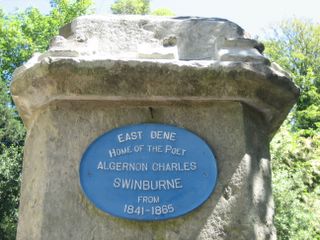 EAST DENE
HOME OF THE POET
ALGERNON CHARLES
SWINBURNE
FROM
1841-1865